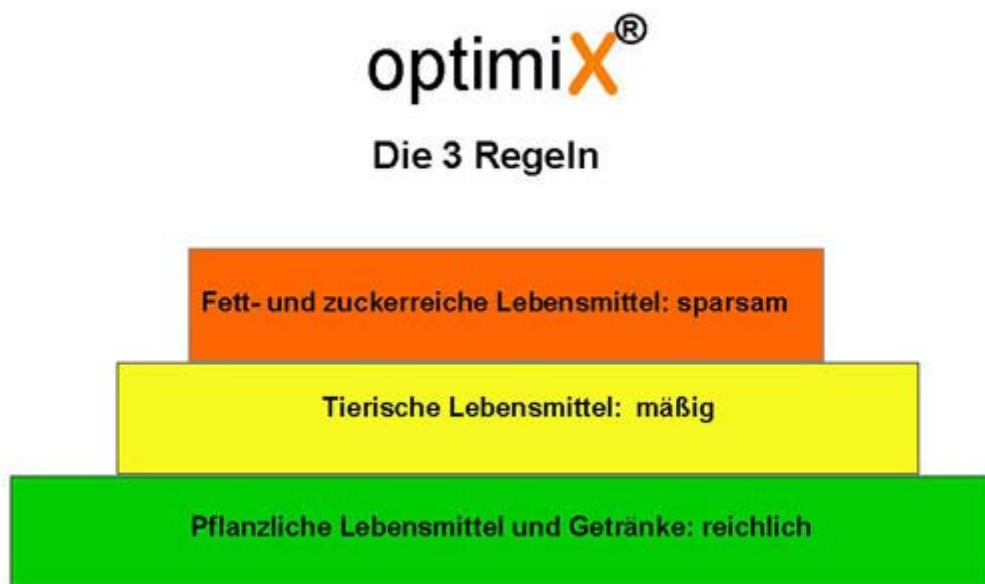 optimiX®
Die 3 Regeln
Fett- und zuckerreiche Lebensmittel: sparsam
Tierische Lebensmittel: mäßig
Pflanzliche Lebensmittel und Getränke: reichlich